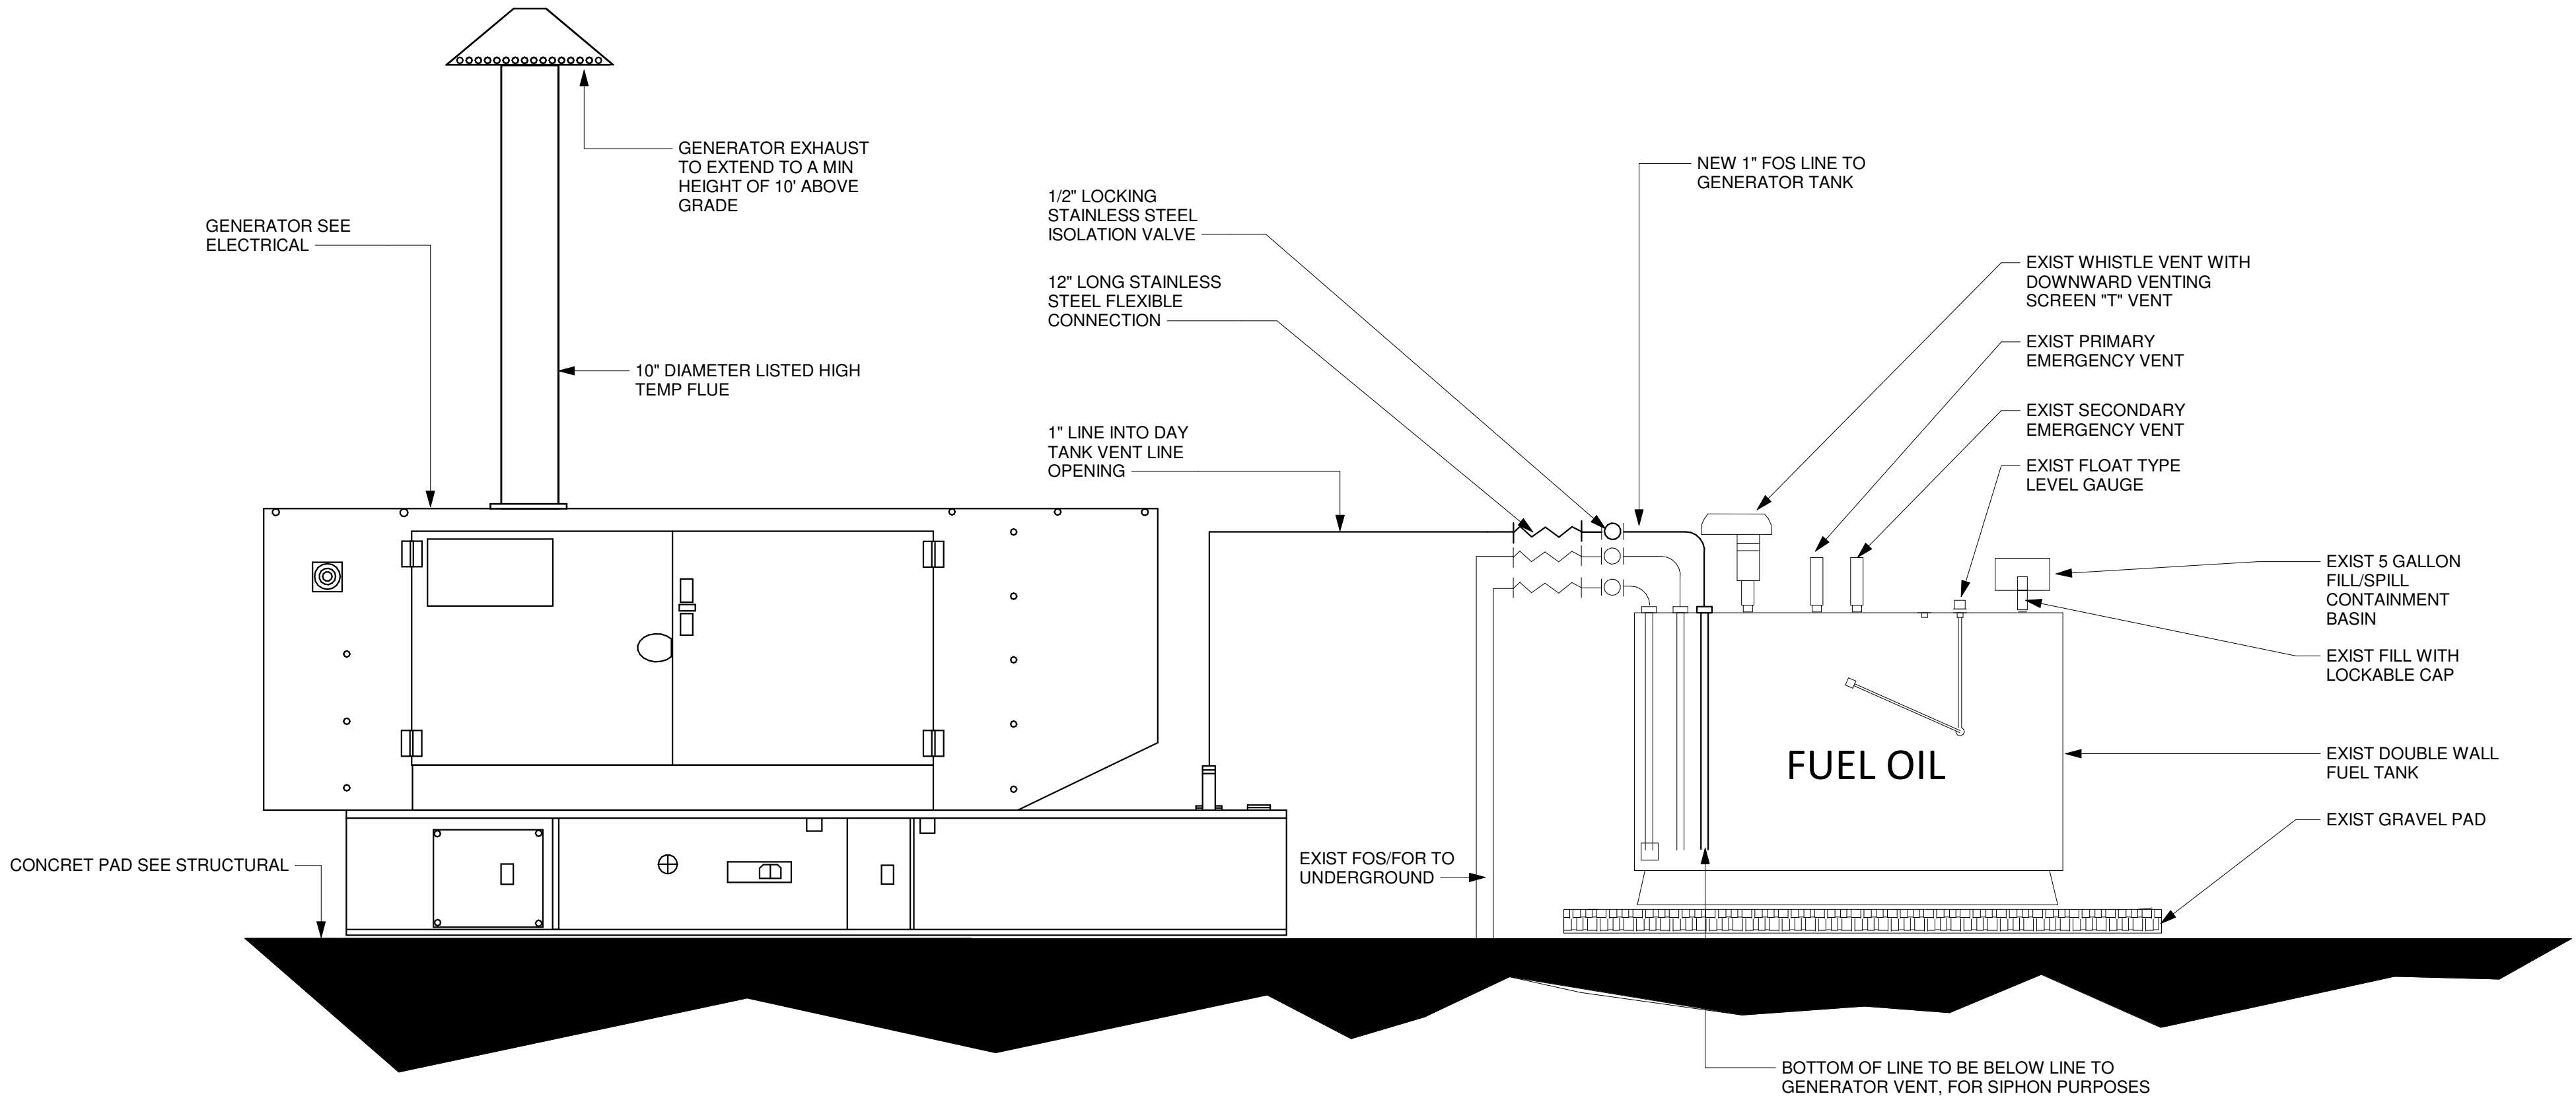 GENERATOR EXHAUST
TO EXTEND TO A MIN
HEIGHT OF 10' ABOVE
GRADE
GENERATOR SEE
ELECTRICAL
10" DIAMETER LISTED HIGH
TEMP FLUE
CONCRET PAD SEE STRUCTURAL
1/2" LOCKING
STAINLESS STEEL
ISOLATION VALVE
12" LONG STAINLESS
STEEL FLEXIBLE
CONNECTION
1" LINE INTO DAY
TANK VENT LINE
OPENING
EXIST FOS/FOR TO
UNDERGROUND
NEW 1" FOS LINE TO
GENERATOR TANK
EXIST WHISTLE VENT WITH
DOWNWARD VENTING
SCREEN "T" VENT
EXIST PRIMARY
EMERGENCY VENT
EXIST SECONDARY
EMERGENCY VENT
EXIST FLOAT TYPE
LEVEL GAUGE
EXIST 5 GALLON
FILL/SPILL
CONTAINMENT
BASIN
EXIST FILL WITH
LOCKABLE CAP
FUEL OIL
EXIST DOUBLE WALL
FUEL TANK
EXIST GRAVEL PAD
BOTTOM OF LINE TO BE BELOW LINE TO
GENERATOR VENT, FOR SIPHON PURPOSES